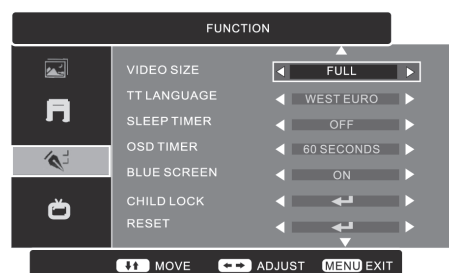 FUNCTION
VIDEO SIZE FULL
TT LANGUAGE WEST EURO
SLEEP TIMER OFF
OSD TIMER 60 SECONDS
BLUE SCREEN ON
CHILD LOCK
RESET
MOVE ADJUST MENU EXIT